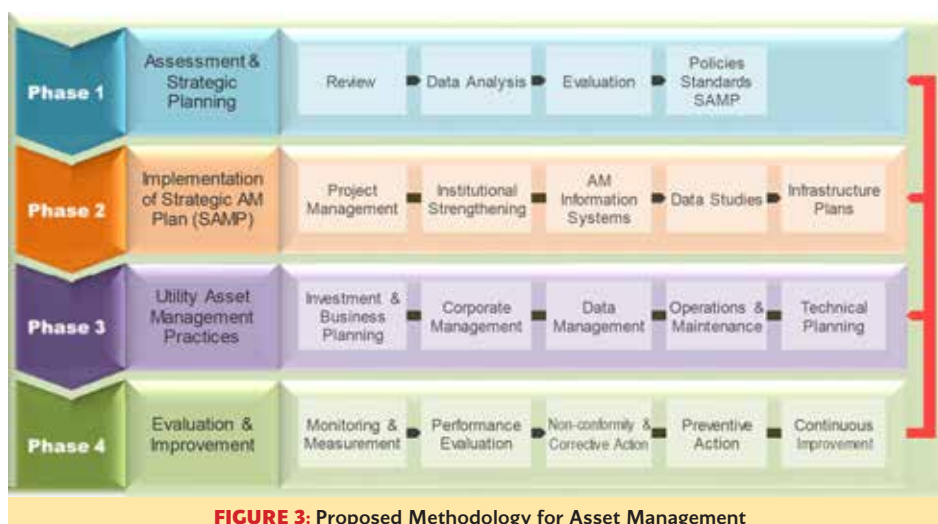 Phase 1
Assessment &
Strategic
Planning
Review
Data Analysis
Evaluation
Policies
Standards
SAMP
Phase 2
Implementation
of Strategic AM
Plan (SAMP)
Project
Management
Institutional
Strengthening
AM
Information
Systems
Data Studies
Infrastructure
Plans
Phase 3
Utility Asset
Management
Practices
Investment &
Business
Planning
Corporate
Management
Data
Management
Operations &
Maintenance
Technical
Planning
Phase 4
Evaluation &
Improvement
Monitoring &
Measurement
Performance
Evaluation
Non-conformity &
Corrective Action
Preventive
Action
Continuous
Improvement
FIGURE 3: Proposed Methodology for Asset Management